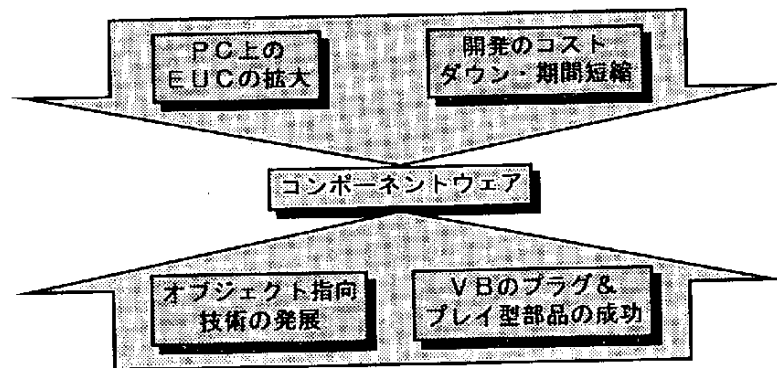 PC上の
EUCの拡大
開発のコスト
ダウン・期間短縮
コンポーネントウェア
オブジェクト指向
技術の発展
VBのプラグ&
プレイ型部品の成功